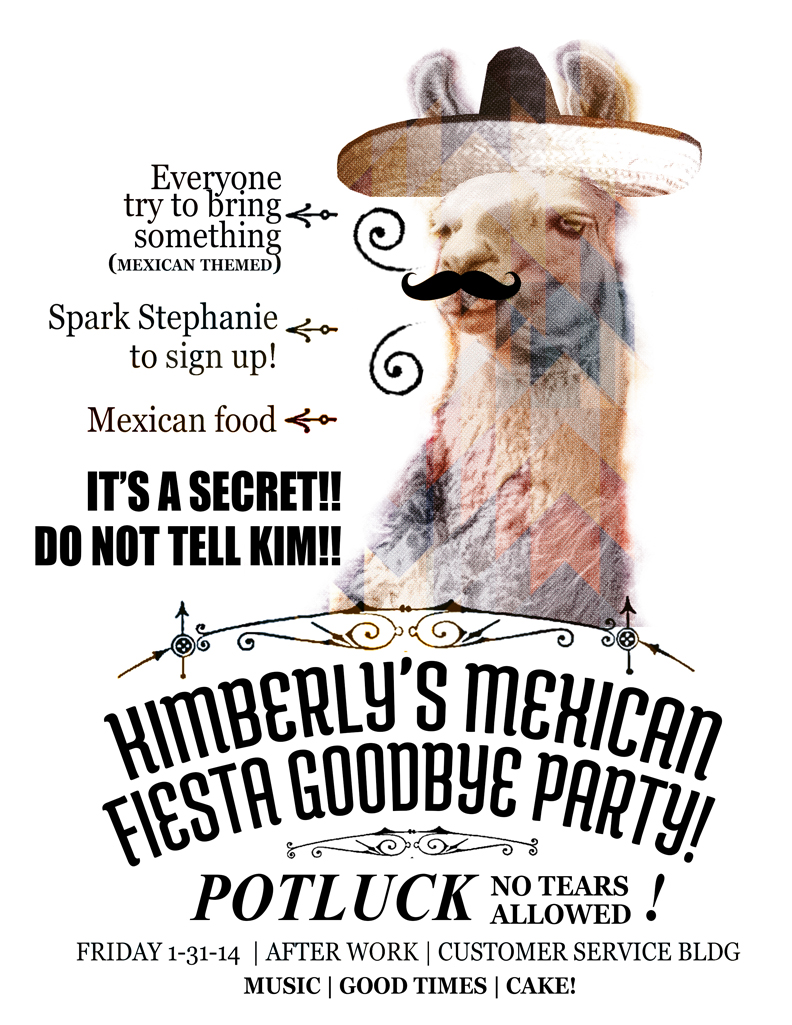 Everyone
try to bring
something
(MEXICAN THEMED)
Spark Stephanie
to sign up!
Mexican food
IT'S A SECRET!!
DO NOT TELL KIM!!
KIMBERLY'S MEXICAN
FIESTA GOODBYE PARTY!
POTLUCK NO TEARS ALLOWED !
FRIDAY 1-31-14 | AFTER WORK | CUSTOMER SERVICE BLDG
MUSIC | GOOD TIMES | CAKE!